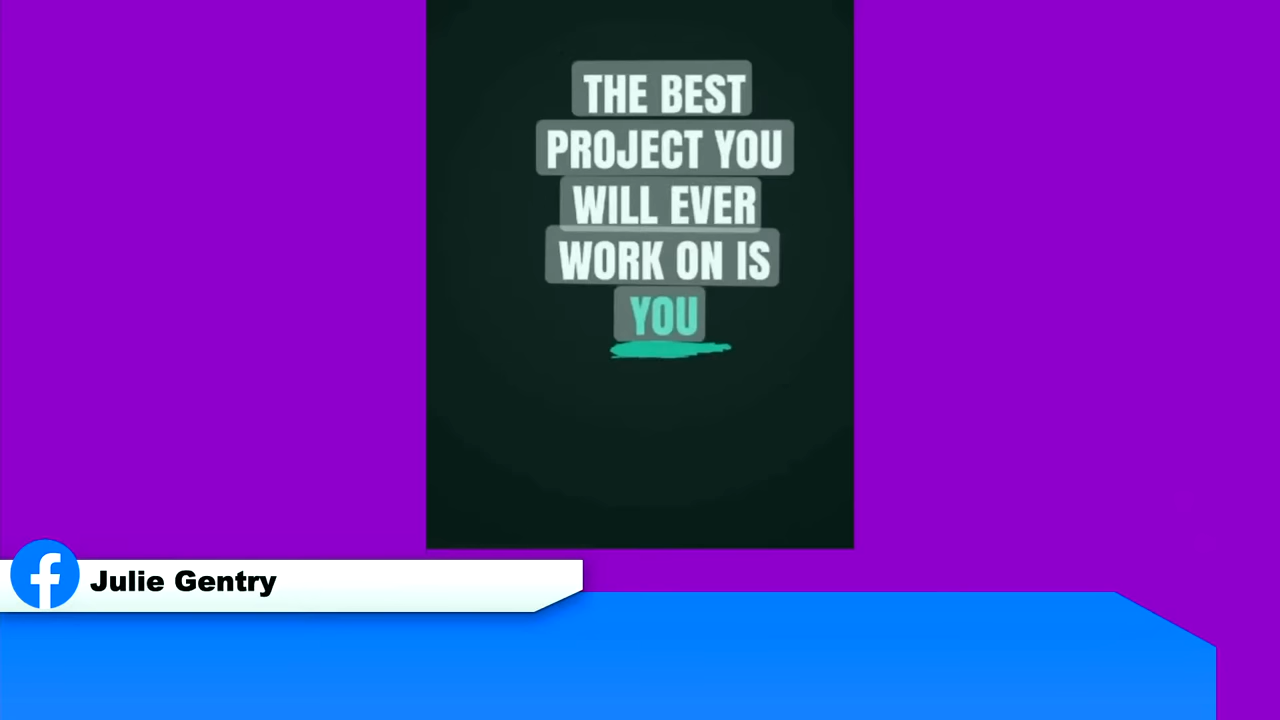 THE BEST
PROJECT YOU
WILL EVER
WORK ON IS
YOU
Julie Gentry